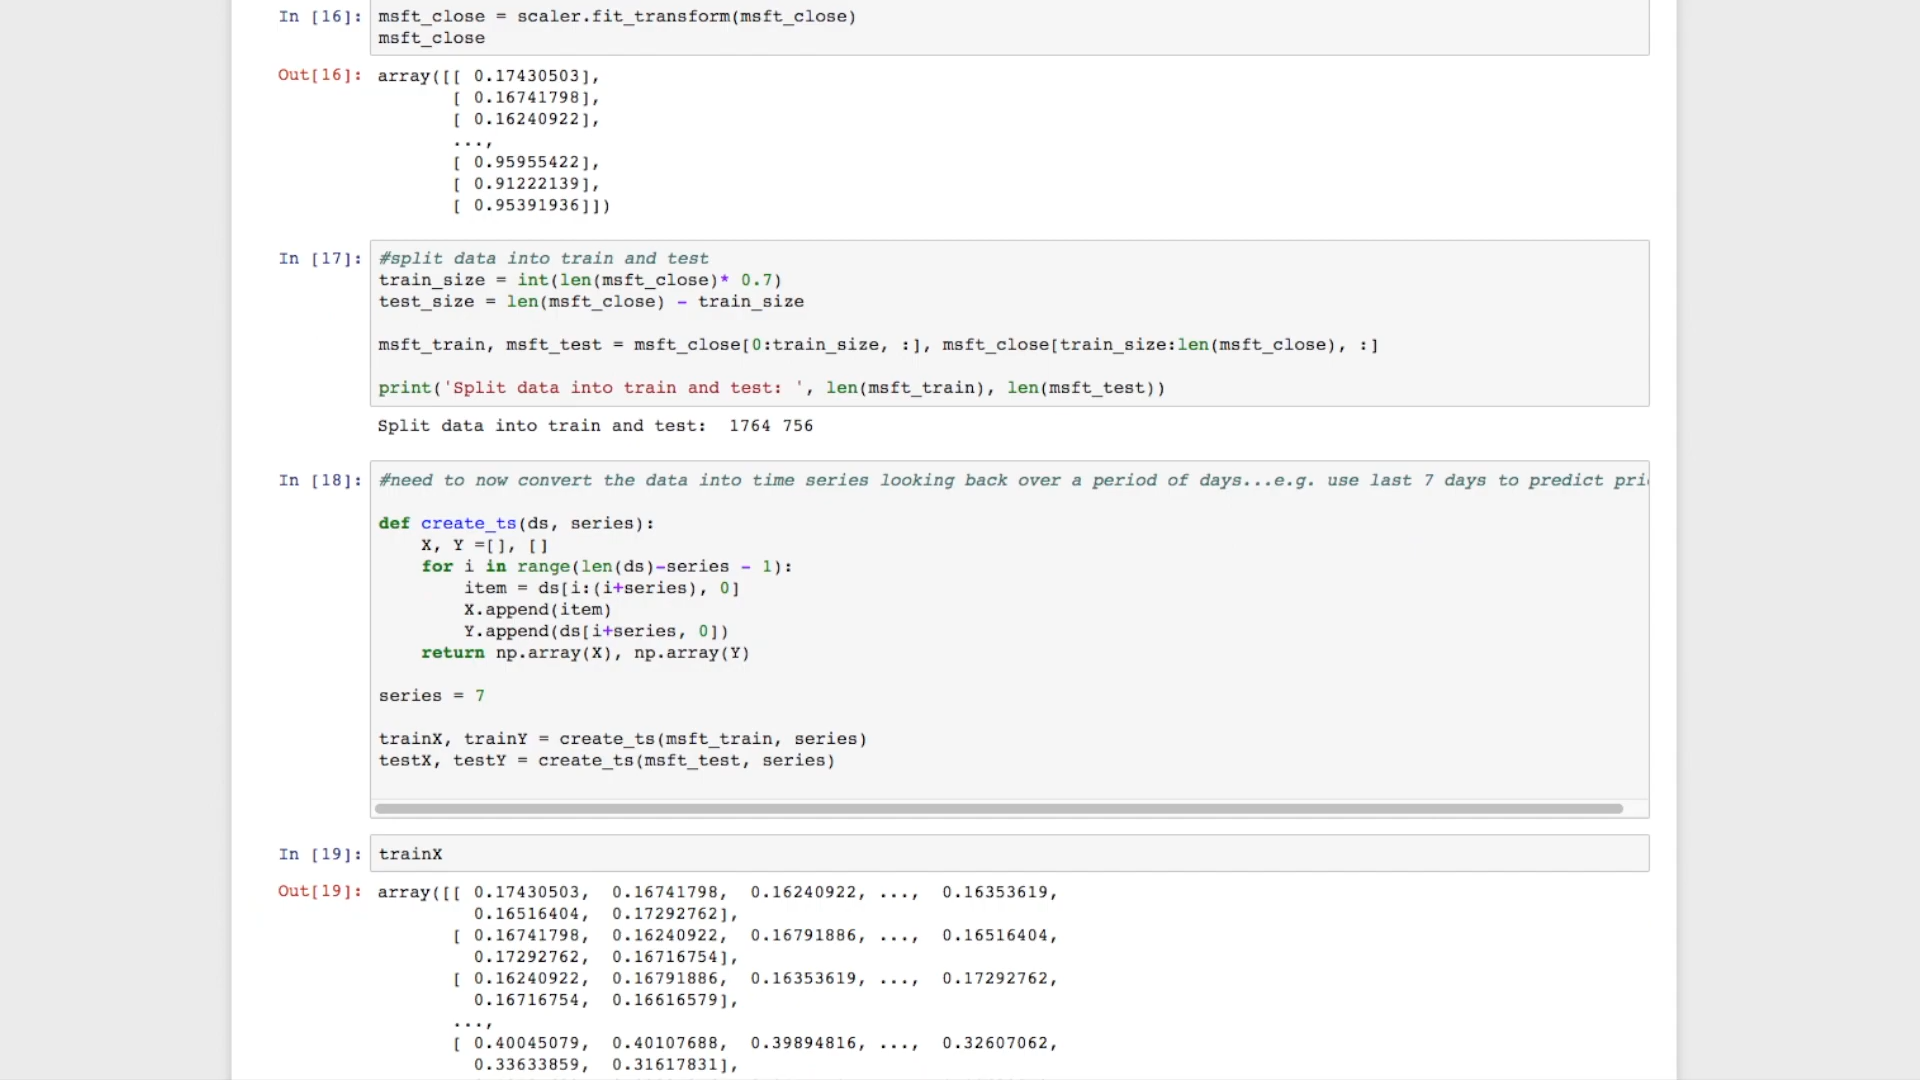 In [16]: msft_close = scaler.fit_transform(msft_close)
msft_close
Out[16]: array([[ 0.17430503],
[ 0.16741798],
[ 0.16240922],
...,
[ 0.95955422],
[ 0.91222139],
[ 0.95391936]])
In [17]: #split data into train and test
train_size = int(len(msft_close)* 0.7)
test_size = len(msft_close) - train_size
msft_train, msft_test = msft_close[0:train_size, :], msft_close[train_size:len(msft_close), :]
print('Split data into train and test: ', len(msft_train), len(msft_test))
Split data into train and test:  1764 756
In [18]: #need to now convert the data into time series looking back over a period of days...e.g. use last 7 days to predict pri
def create_ts(ds, series):
X, Y =[], []
for i in range(len(ds)-series - 1):
item = ds[i:(i+series), 0]
X.append(item)
Y.append(ds[i+series, 0])
return np.array(X), np.array(Y)
series = 7
trainX, trainY = create_ts(msft_train, series)
testX, testY = create_ts(msft_test, series)
In [19]: trainX
Out[19]: array([[ 0.17430503,  0.16741798,  0.16240922, ...,  0.16353619,
0.16516404,  0.17292762],
[ 0.16741798,  0.16240922,  0.16791886, ...,  0.16516404,
0.17292762,  0.16716754],
[ 0.16240922,  0.16791886,  0.16353619, ...,  0.17292762,
0.16716754,  0.16616579],
...,
[ 0.40045079,  0.40107688,  0.39894816, ...,  0.32607062,
0.33633859,  0.31617831],